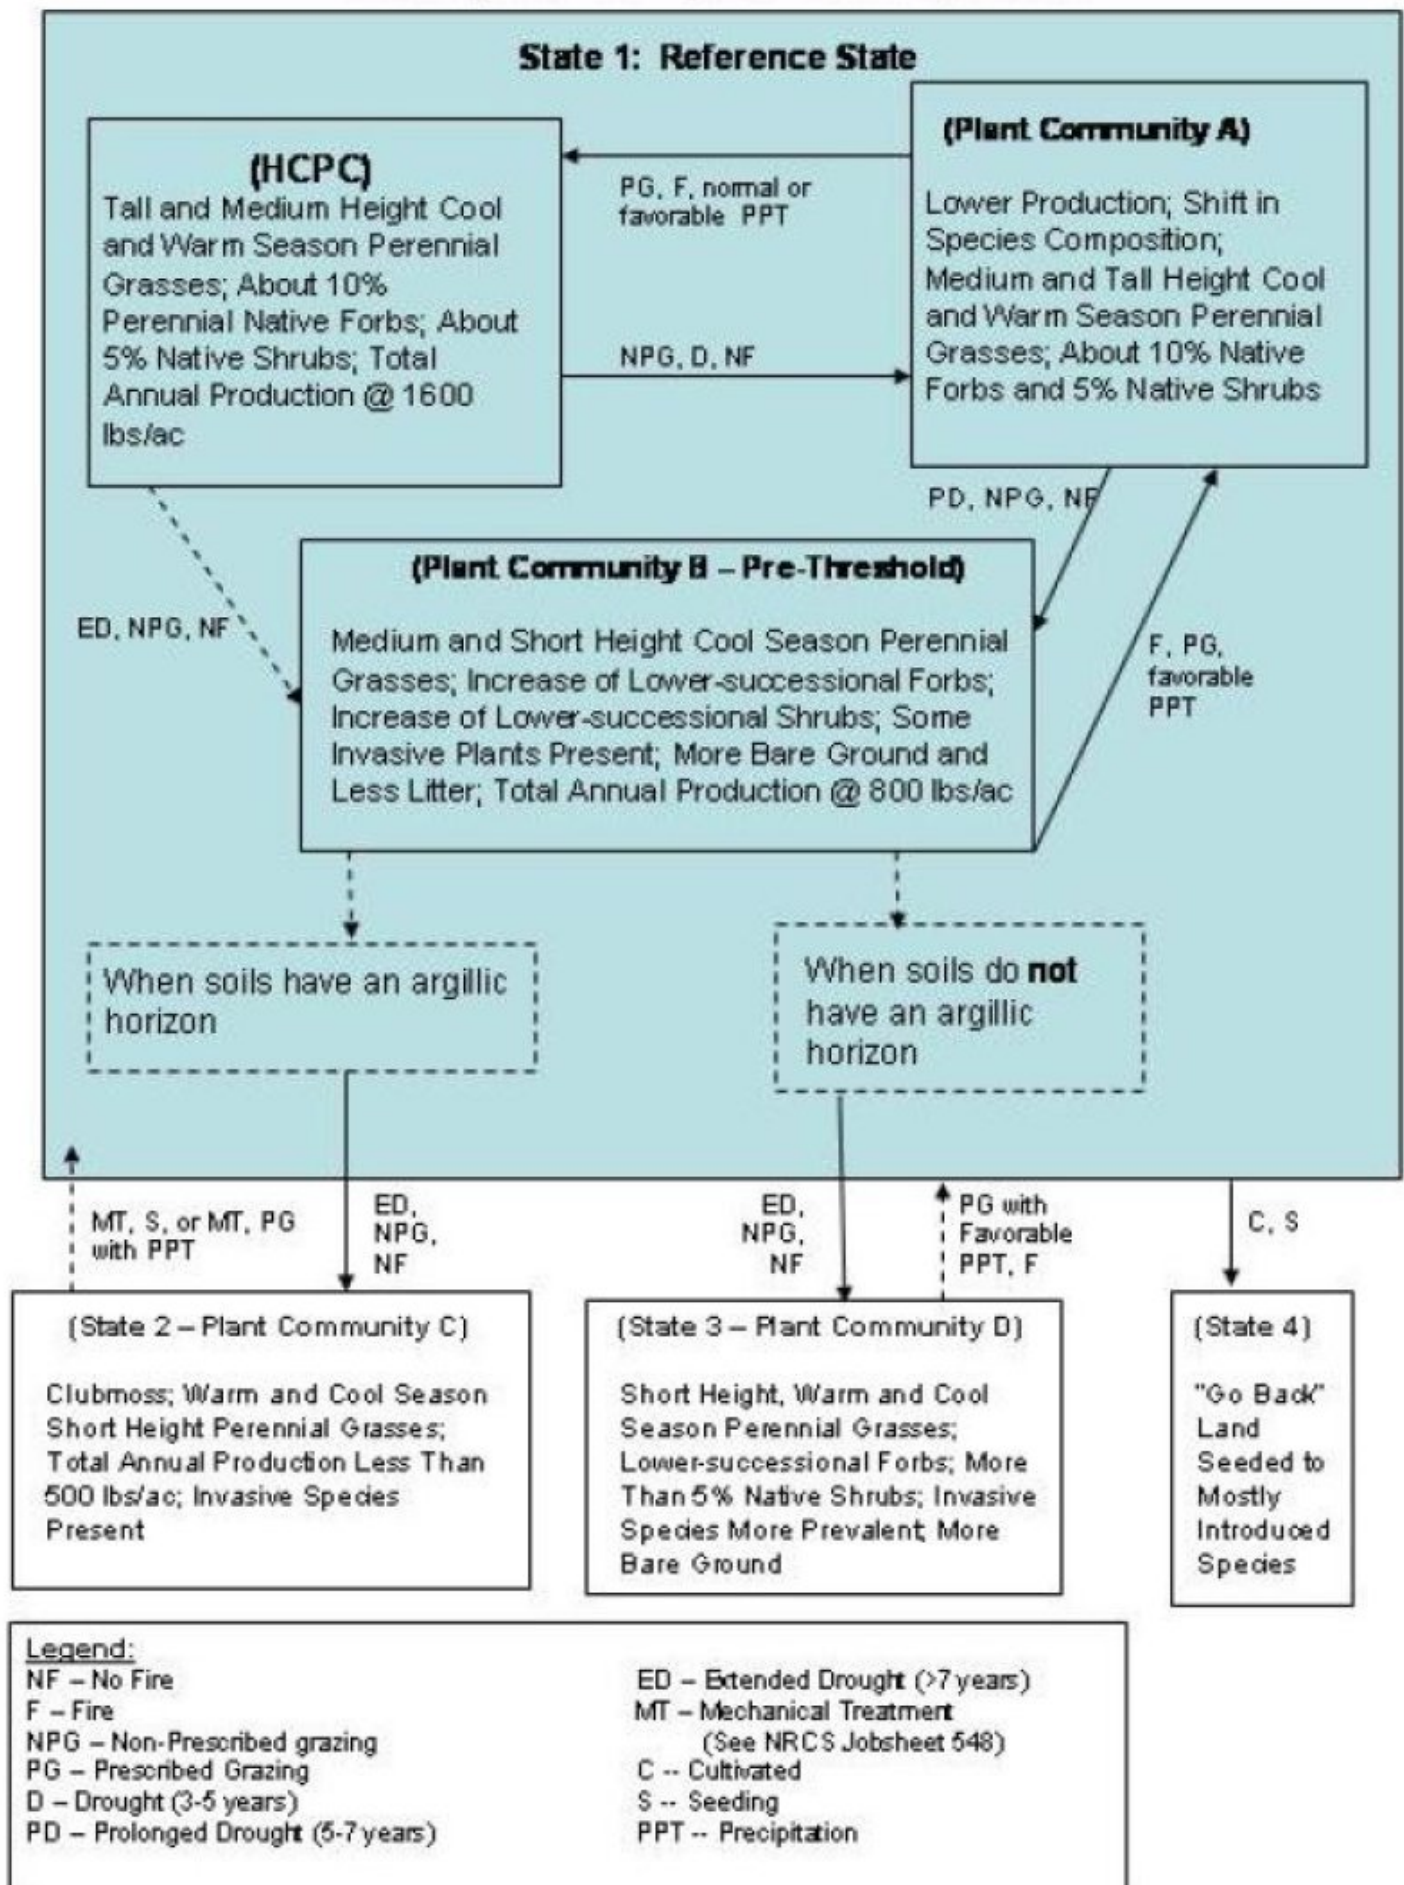 State 1: Reference State
(HCPC)
Tall and Medium Height Cool
and Warm Season Perennial
Grasses; About 10%
Perennial Native Forbs; About
5% Native Shrubs; Total
Annual Production @ 1600
lbs/ac
PG, F, normal or
favorable PPT
NPG, D, NF
(Plant Community A)
Lower Production; Shift in
Species Composition;
Medium and Tall Height Cool
and Warm Season Perennial
Grasses; About 10% Native
Forbs and 5% Native Shrubs
PD, NPG, NF
ED, NPG, NF
(Plant Community B – Pre-Threshold)
Medium and Short Height Cool Season Perennial
Grasses; Increase of Lower-successional Forbs;
Increase of Lower-successional Shrubs; Some
Invasive Plants Present; More Bare Ground and
Less Litter; Total Annual Production @ 800 lbs/ac
F, PG,
favorable
PPT
When soils have an argillic
horizon
When soils do not
have an argillic
horizon
MT, S, or MT, PG
with PPT
ED,
NPG,
NF
ED,
NPG,
NF
PG with
Favorable
PPT, F
C, S
(State 2 – Plant Community C)
Clubmoss; Warm and Cool Season
Short Height Perennial Grasses;
Total Annual Production Less Than
500 lbs/ac; Invasive Species
Present
(State 3 – Plant Community D)
Short Height, Warm and Cool
Season Perennial Grasses;
Lower-successional Forbs; More
Than 5% Native Shrubs; Invasive
Species More Prevalent; More
Bare Ground
(State 4)
"Go Back"
Land
Seeded to
Mostly
Introduced
Species
Legend:
NF – No Fire
F – Fire
NPG – Non-Prescribed grazing
PG – Prescribed Grazing
D – Drought (3-5 years)
PD – Prolonged Drought (5-7 years)
ED – Extended Drought (>7 years)
MT – Mechanical Treatment
(See NRCS Jobsheet 548)
C -- Cultivated
S -- Seeding
PPT -- Precipitation